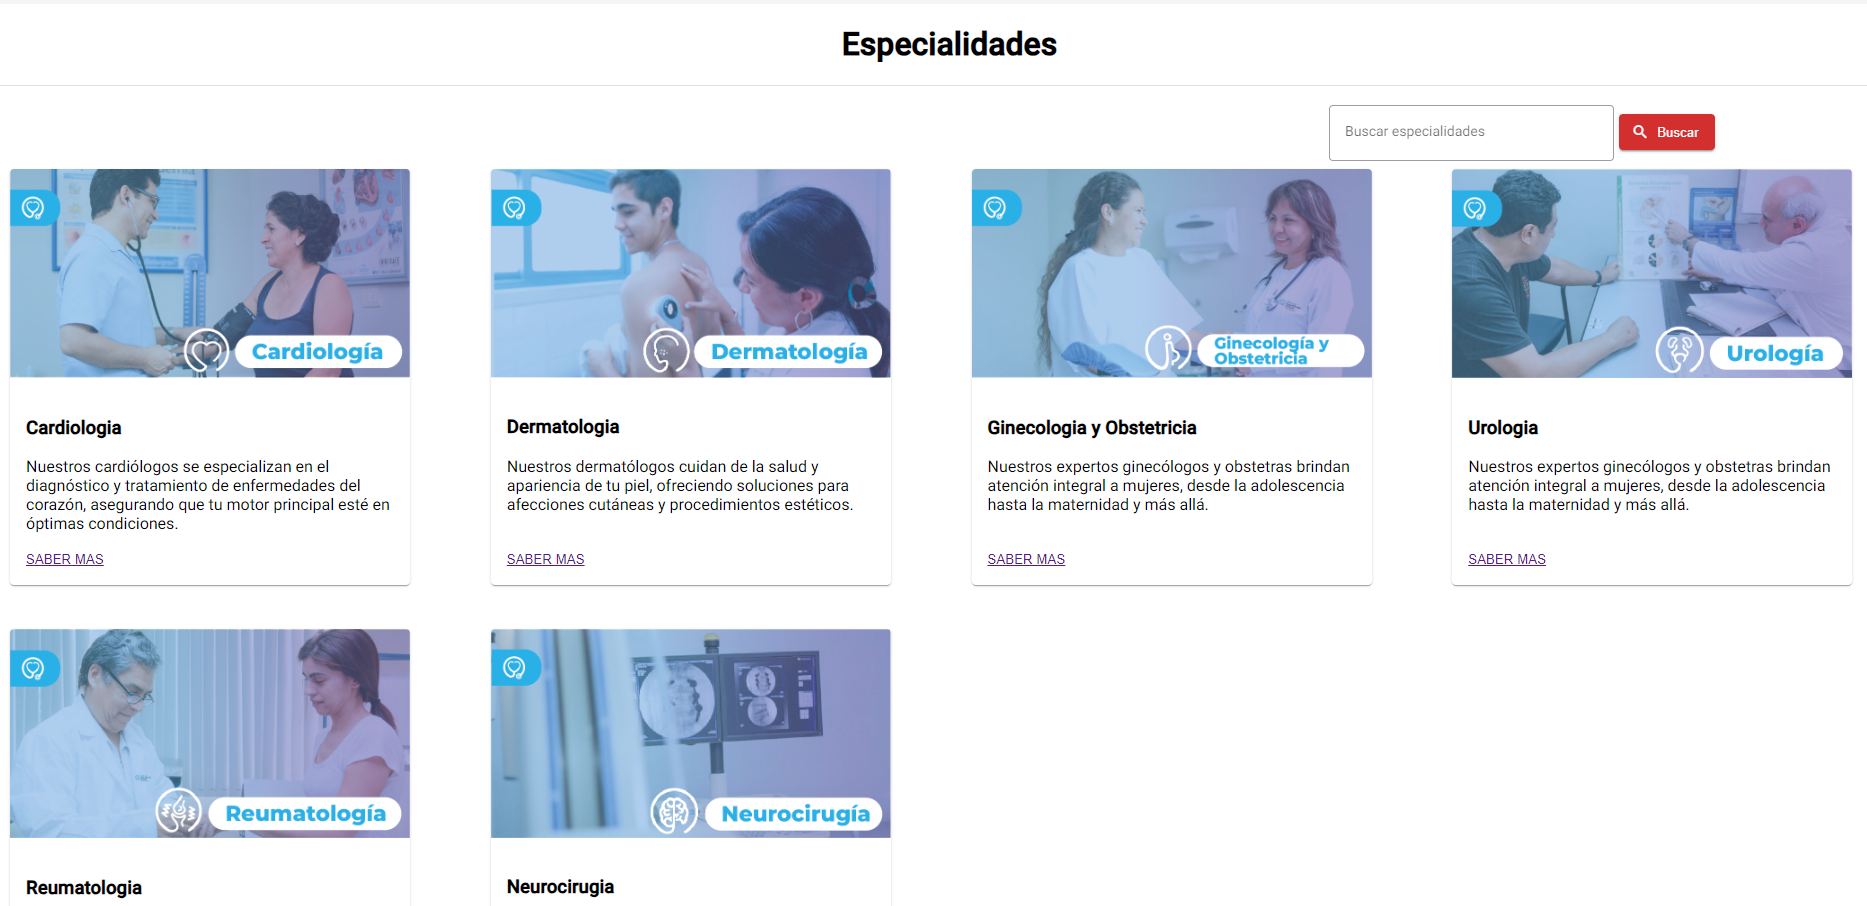 Especialidades
Buscar especialidades
Buscar
Cardiología
Dermatología
Ginecología y
Obstetricia
Urología
Cardiologia
Nuestros cardiólogos se especializan en el
diagnóstico y tratamiento de enfermedades del
corazón, asegurando que tu motor principal esté en
óptimas condiciones.
SABER MAS
Dermatologia
Nuestros dermatólogos cuidan de la salud y
apariencia de tu piel, ofreciendo soluciones para
afecciones cutáneas y procedimientos estéticos.
SABER MAS
Ginecologia y Obstetricia
Nuestros expertos ginecólogos y obstetras brindan
atención integral a mujeres, desde la adolescencia
hasta la maternidad y más allá.
SABER MAS
Urologia
Nuestros expertos ginecólogos y obstetras brindan
atención integral a mujeres, desde la adolescencia
hasta la maternidad y más allá.
SABER MAS
Reumatología
Neurocirugía
Reumatologia
Neurocirugia